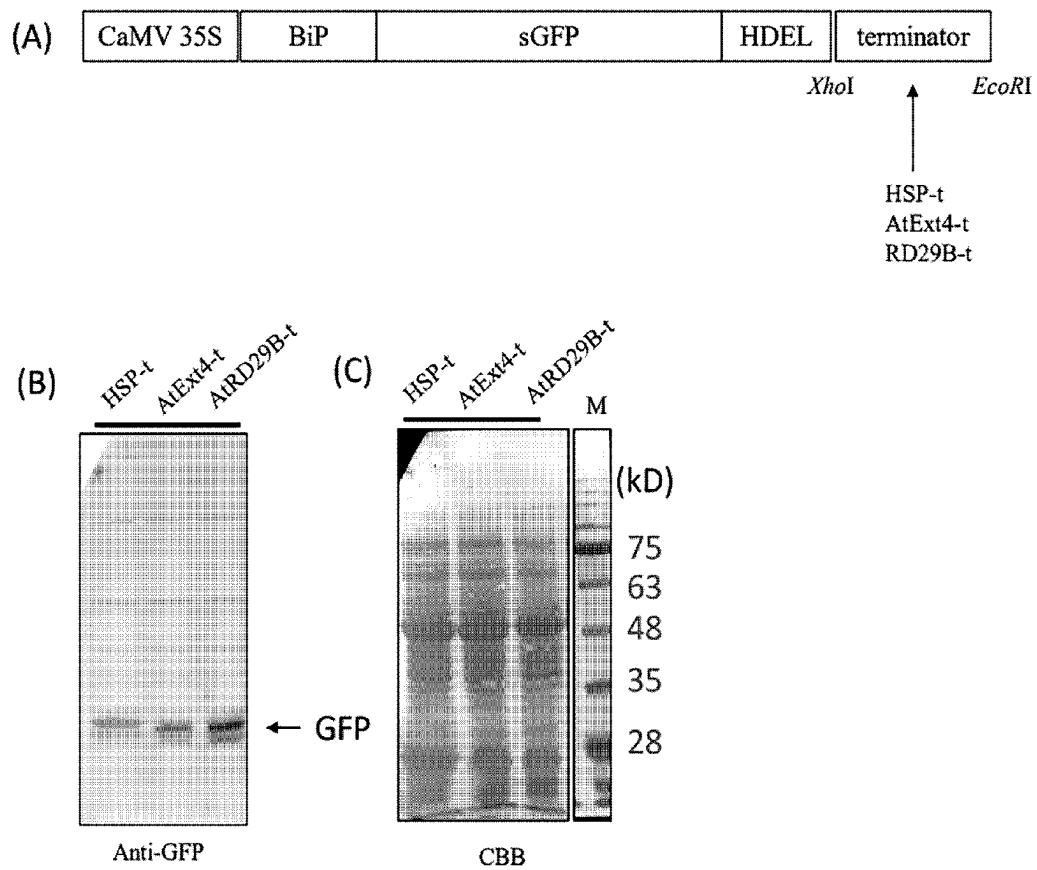 (A) CaMV 35S BiP sGFP HDEL terminator
XhoI EcoRI
HSP-t
AtExt4-t
RD29B-t
(B) HSP-t AtExt4-t AtRD29B-t
(C) HSP-t AtExt4-t AtRD29B-t M
(kD)
75
63
48
35
28
GFP
Anti-GFP
CBB